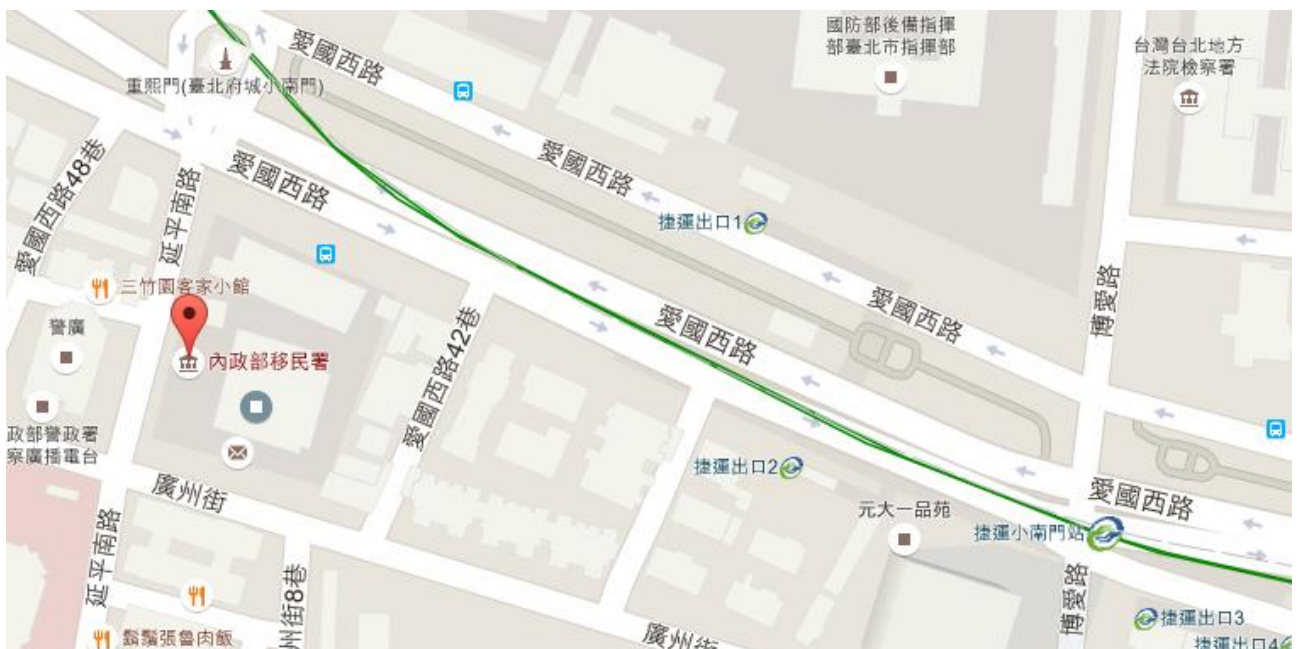 愛國西路
國防部後備指揮
部臺北市指揮部
台灣台北地方
法院檢察署
重熙門(臺北府城小南門)
愛國西路
愛國西路48巷
愛國西路
延平南路
捷運出口1
三竹園客家小館
博愛路
愛國西路
警廣
愛國西路
內政部移民署
愛國西路42巷
政部警政署
察廣播電台
捷運出口2
廣州街
愛國西路
元大一品苑
捷運小南門站
延平南路
博愛路
州街8巷
捷運出口3
鬍鬚張魯肉飯
廣州街
捷運出口4